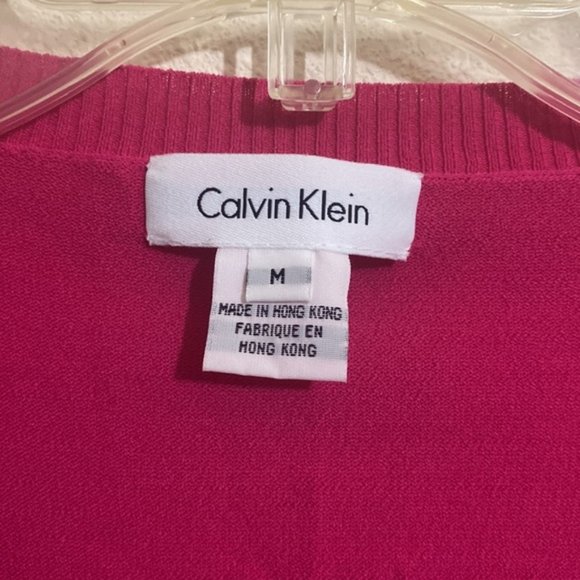 Calvin Klein
M
MADE IN HONG KONG
FABRIQUE EN
HONG KONG